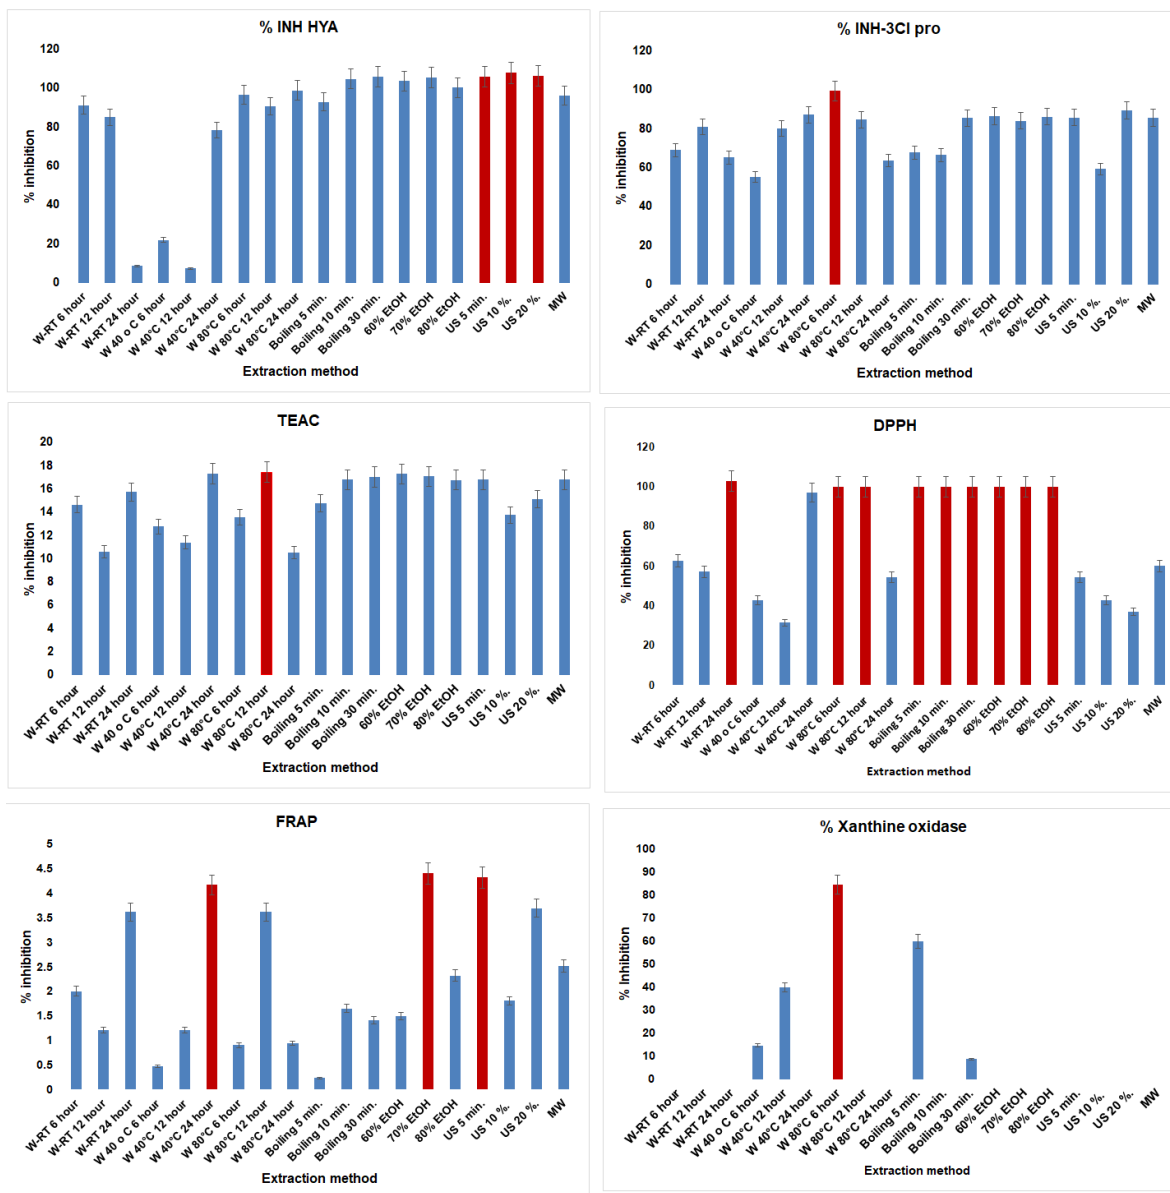 % INH HYA
120
100
80
60
40
20
0
% inhibition
W-RT 6 hour
W-RT 12 hour
W-RT 24 hour
W 40 o C 6 hour
W 40°C 12 hour
W 40°C 24 hour
W 80°C 6 hour
W 80°C 12 hour
W 80°C 24 hour
Boiling 5 min.
Boiling 10 min.
Boiling 30 min.
60% EtOH
70% EtOH
80% EtOH
US 5 min.
US 10 %.
US 20 %.
MW
Extraction method
% INH-3Cl pro
120
100
80
60
40
20
0
% inhibition
W-RT 6 hour
W-RT 12 hour
W-RT 24 hour
W 40 o C 6 hour
W 40°C 12 hour
W 40°C 24 hour
W 80°C 6 hour
W 80°C 12 hour
W 80°C 24 hour
Boiling 5 min.
Boiling 10 min.
Boiling 30 min.
60% EtOH
70% EtOH
80% EtOH
US 5 min.
US 10 %.
US 20 %.
MW
Extraction method
TEAC
20
18
16
14
12
10
8
6
4
2
0
% inhibition
W-RT 6 hour
W-RT 12 hour
W-RT 24 hour
W 40 o C 6 hour
W 40°C 12 hour
W 40°C 24 hour
W 80°C 6 hour
W 80°C 12 hour
W 80°C 24 hour
Boiling 5 min.
Boiling 10 min.
Boiling 30 min.
60% EtOH
70% EtOH
80% EtOH
US 5 min.
US 10 %.
US 20 %.
MW
Extraction method
DPPH
120
100
80
60
40
20
0
% inhibition
W-RT 6 hour
W-RT 12 hour
W-RT 24 hour
W 40 o C 6 hour
W 40°C 12 hour
W 40°C 24 hour
W 80°C 6 hour
W 80°C 12 hour
W 80°C 24 hour
Boiling 5 min.
Boiling 10 min.
Boiling 30 min.
60% EtOH
70% EtOH
80% EtOH
US 5 min.
US 10 %.
US 20 %.
MW
Extraction method
FRAP
5
4.5
4
3.5
3
2.5
2
1.5
1
0.5
0
% inhibition
W-RT 6 hour
W-RT 12 hour
W-RT 24 hour
W 40 o C 6 hour
W 40°C 12 hour
W 40°C 24 hour
W 80°C 6 hour
W 80°C 12 hour
W 80°C 24 hour
Boiling 5 min.
Boiling 10 min.
Boiling 30 min.
60% EtOH
70% EtOH
80% EtOH
US 5 min.
US 10 %.
US 20 %.
MW
Extraction method
% Xanthine oxidase
100
90
80
70
60
50
40
30
20
10
0
% Inhibition
W-RT 6 hour
W-RT 12 hour
W-RT 24 hour
W 40 o C 6 hour
W 40°C 12 hour
W 40°C 24 hour
W 80°C 6 hour
W 80°C 12 hour
W 80°C 24 hour
Boiling 5 min.
Boiling 10 min.
Boiling 30 min.
60% EtOH
70% EtOH
80% EtOH
US 5 min.
US 10 %.
US 20 %.
MW
Extraction method